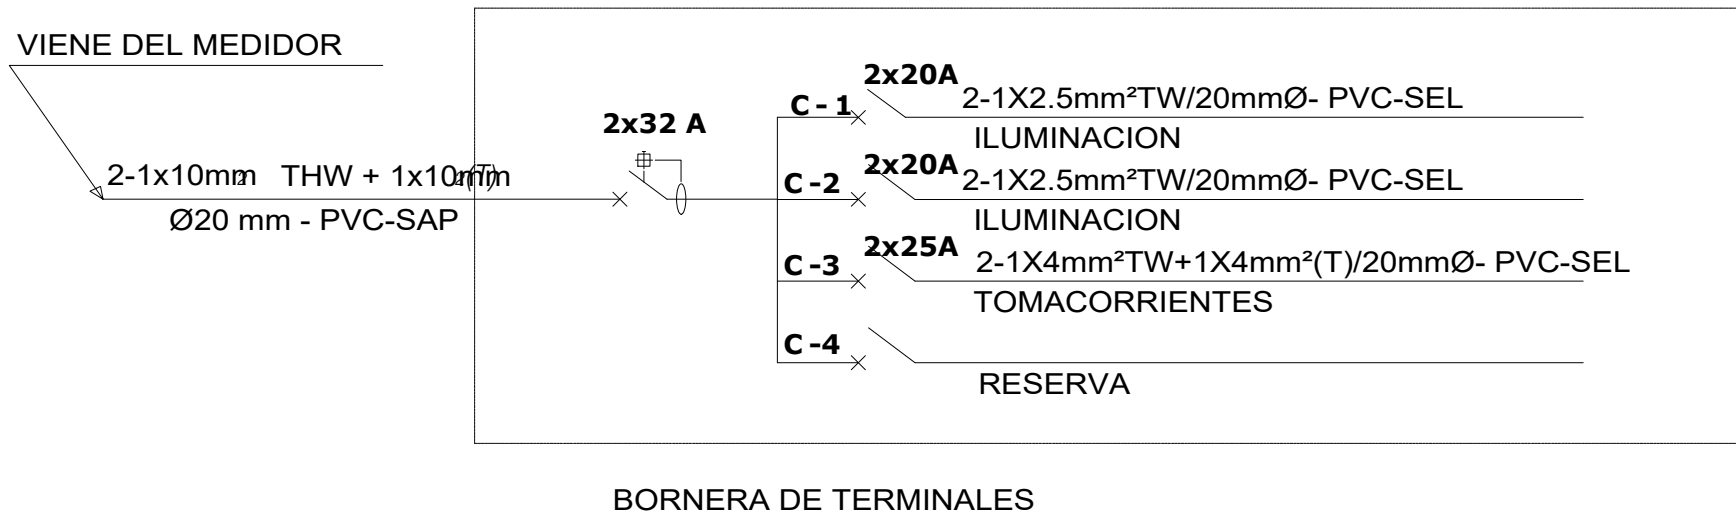 VIENE DEL MEDIDOR
2-1x10mm² THW + 1x10mm²(T)
Ø20 mm - PVC-SAP
2x32 A
C - 1
2x20A
2-1X2.5mm²TW/20mmØ- PVC-SEL
ILUMINACION
C -2
2x20A
2-1X2.5mm²TW/20mmØ- PVC-SEL
ILUMINACION
C -3
2x25A
2-1X4mm²TW+1X4mm²(T)/20mmØ- PVC-SEL
TOMACORRIENTES
C -4
RESERVA
BORNERA DE TERMINALES